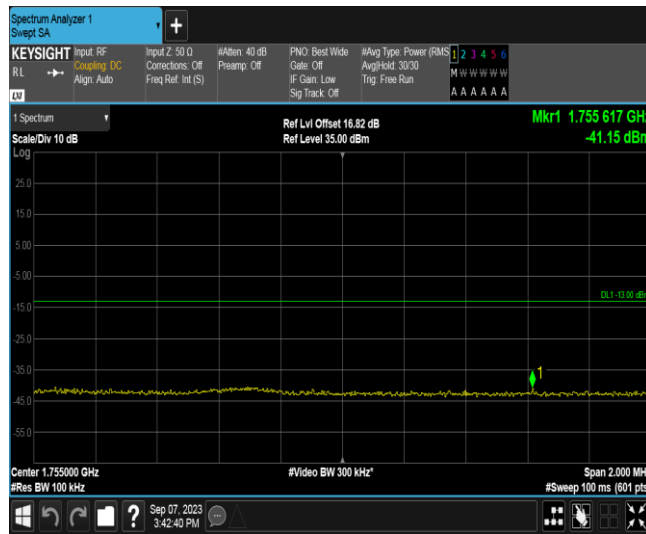 Spectrum Analyzer 1
Swept SA
KEYSIGHT
RL
LXI
Input: RF
Coupling: DC
Align: Auto
Input Z: 50 Ω
Corrections: Off
Freq Ref: Int (S)
#Atten: 40 dB
Preamp: Off
PNO: Best Wide
Gate: Off
IF Gain: Low
Sig Track: Off
#Avg Type: Power (RMS
Avg|Hold: 30/30
Trig: Free Run
1 2 3 4 5 6
M W W W W W
A A A A A A
1 Spectrum
Scale/Div 10 dB
Log
Ref Lvl Offset 16.82 dB
Ref Level 35.00 dBm
Mkr1 1.755 617 GHz
-41.15 dBm
25.0
15.0
5.00
-5.00
DL1 -13.00 dBm
-15.0
-25.0
-35.0
1
-45.0
-55.0
Center 1.755000 GHz
#Res BW 100 kHz
#Video BW 300 kHz*
Span 2.000 MH
#Sweep 100 ms (601 pts
?
Sep 07, 2023
3:42:40 PM